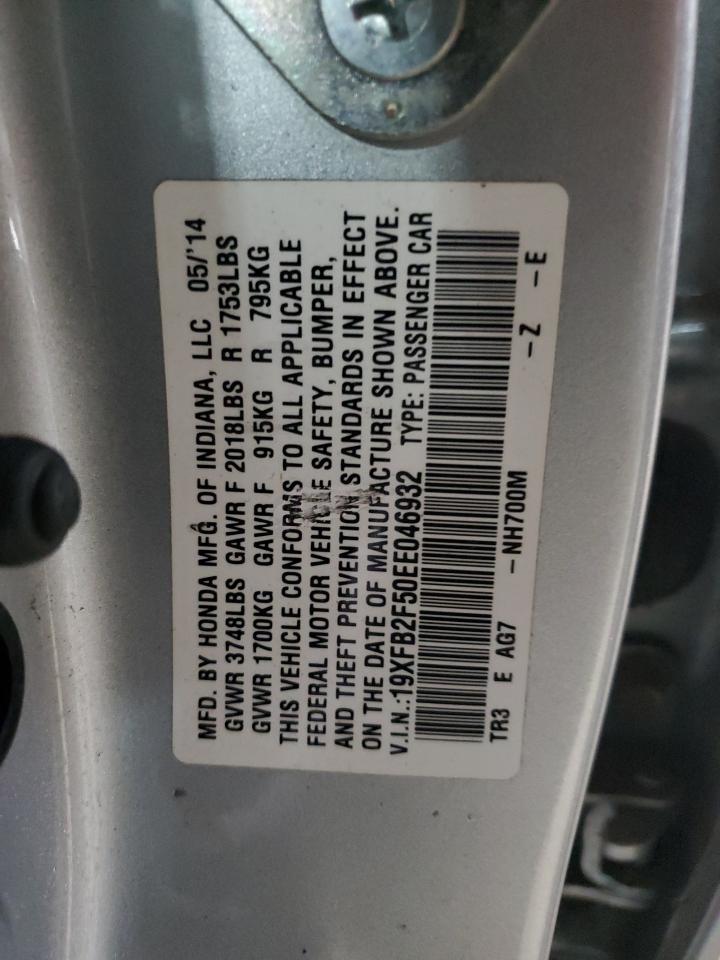 MFD. BY HONDA MFG. OF INDIANA, LLC 05/'14
GVWR 3748LBS GAWR F 2018LBS R 1753LBS
GVWR 1700KG GAWR F 915KG R 795KG
THIS VEHICLE CONFORMS TO ALL APPLICABLE
FEDERAL MOTOR VEHICLE SAFETY, BUMPER,
AND THEFT PREVENTION STANDARDS IN EFFECT
ON THE DATE OF MANUFACTURE SHOWN ABOVE.
V.I.N.:19XFB2F50EE046932 TYPE: PASSENGER CAR
TR3 E AG7 -NH700M -Z -E